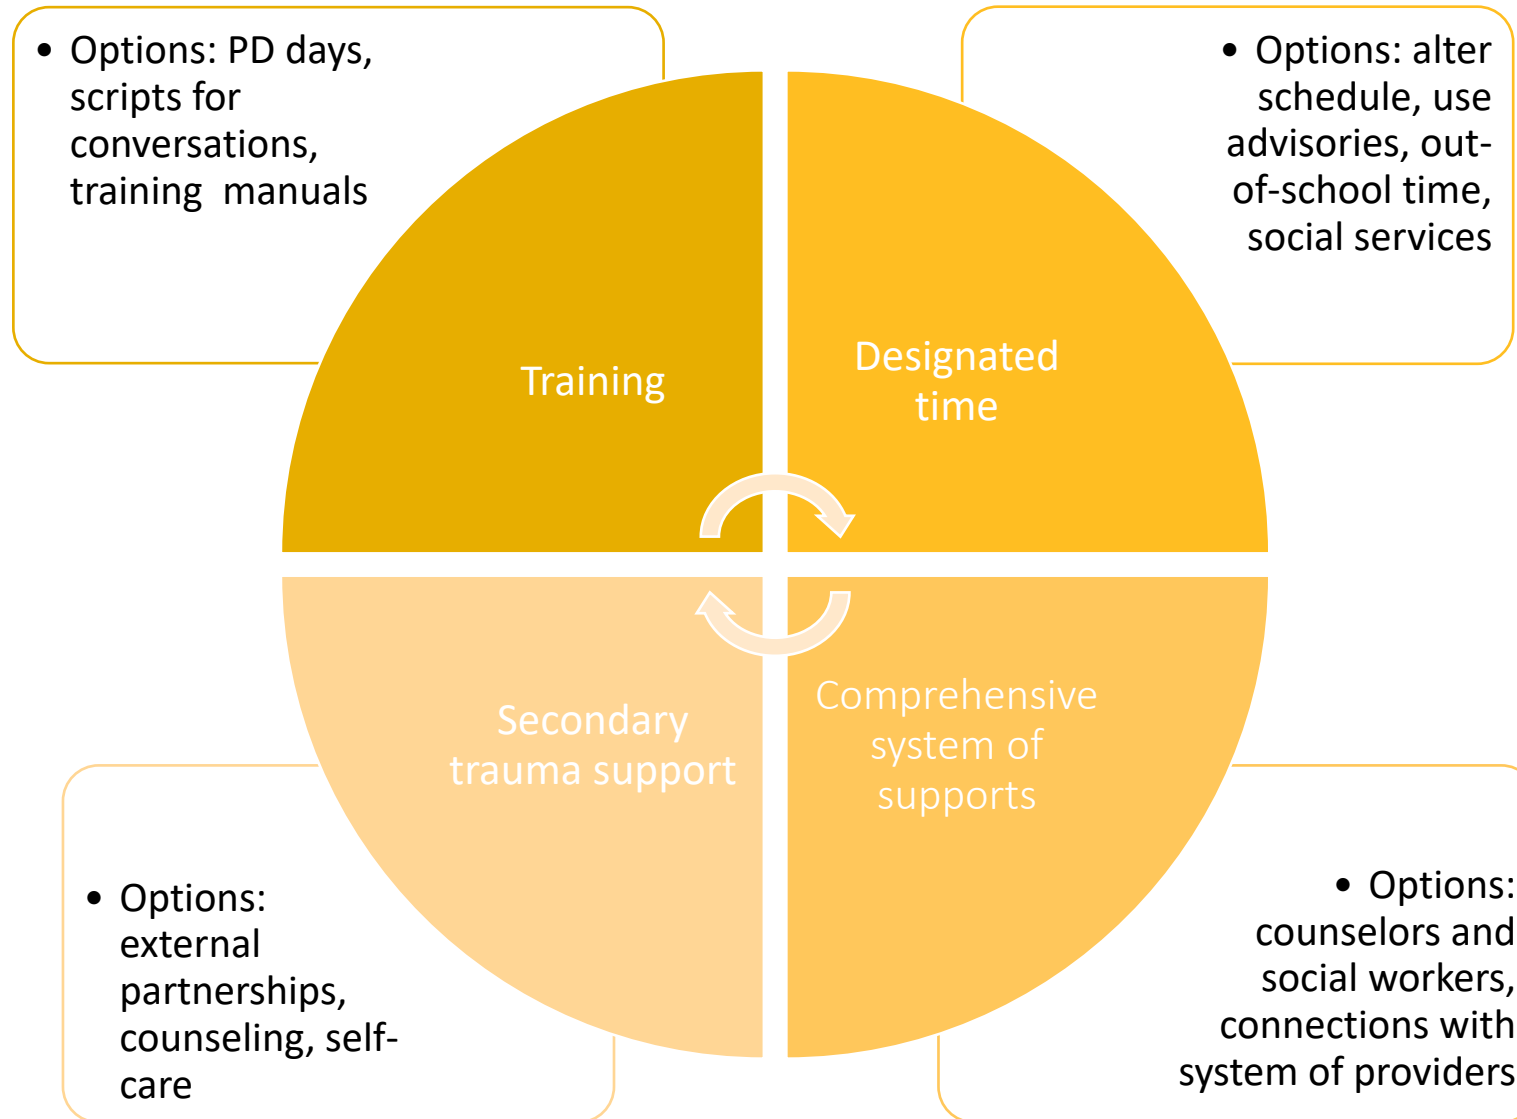 • Options: PD days,
scripts for
conversations,
training  manuals
• Options: alter
schedule, use
advisories, out-
of-school time,
social services
Training
Designated
time
Secondary
trauma support
Comprehensive
system of
supports
• Options:
external
partnerships,
counseling, self-
care
• Options:
counselors and
social workers,
connections with
system of providers